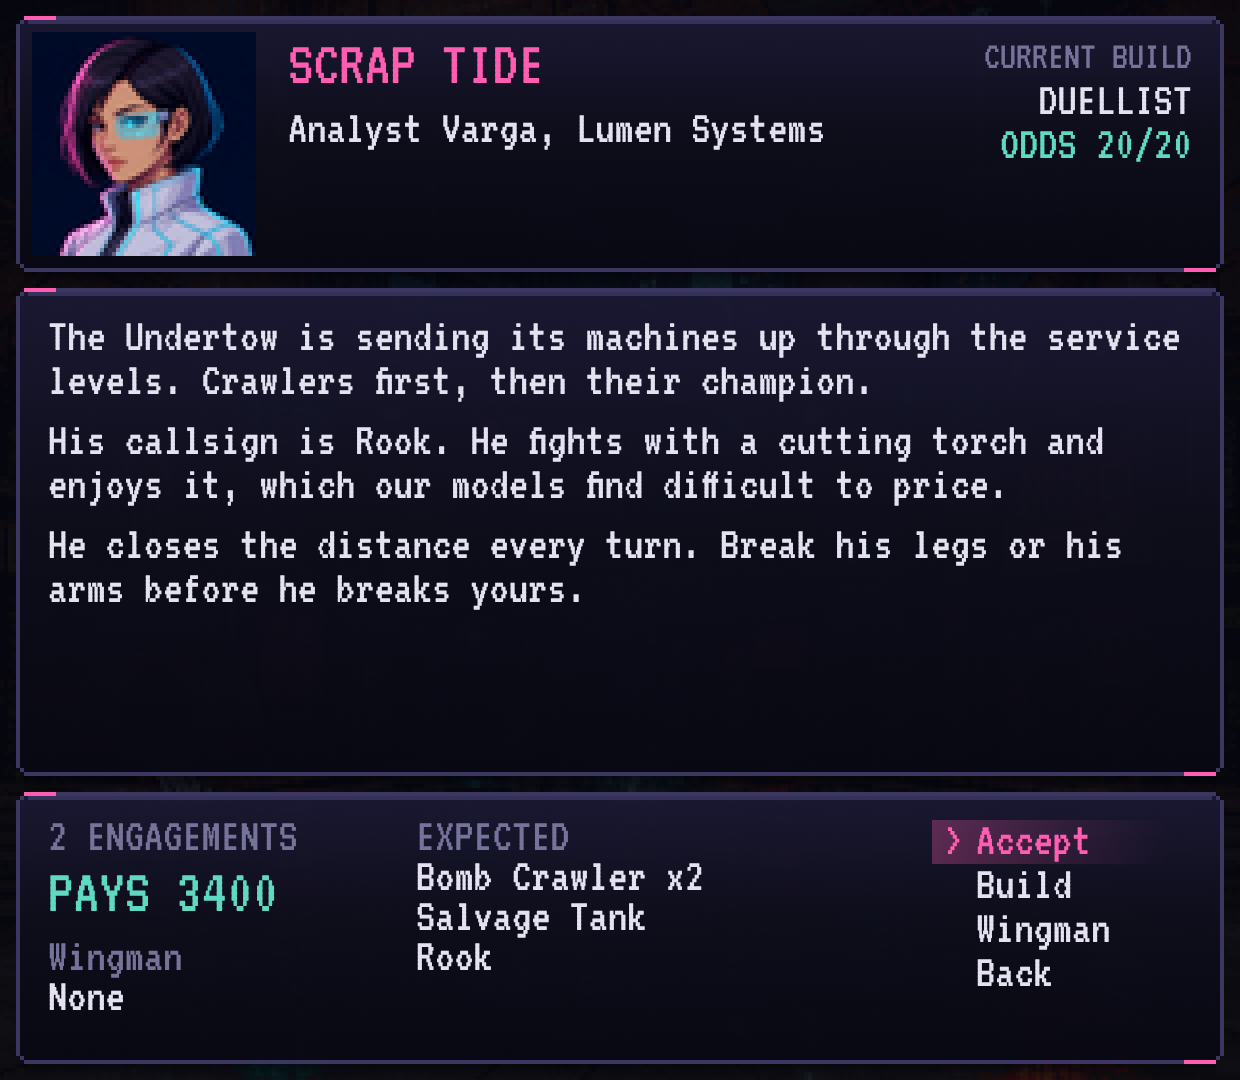 SCRAP TIDE
Analyst Varga, Lumen Systems
CURRENT BUILD
DUELLIST
ODDS 20/20
The Undertow is sending its machines up through the service
levels. Crawlers first, then their champion.
His callsign is Rook. He fights with a cutting torch and
enjoys it, which our models find difficult to price.
He closes the distance every turn. Break his legs or his
arms before he breaks yours.
2 ENGAGEMENTS
PAYS 3400
Wingman
None
EXPECTED
Bomb Crawler x2
Salvage Tank
Rook
> Accept
Build
Wingman
Back